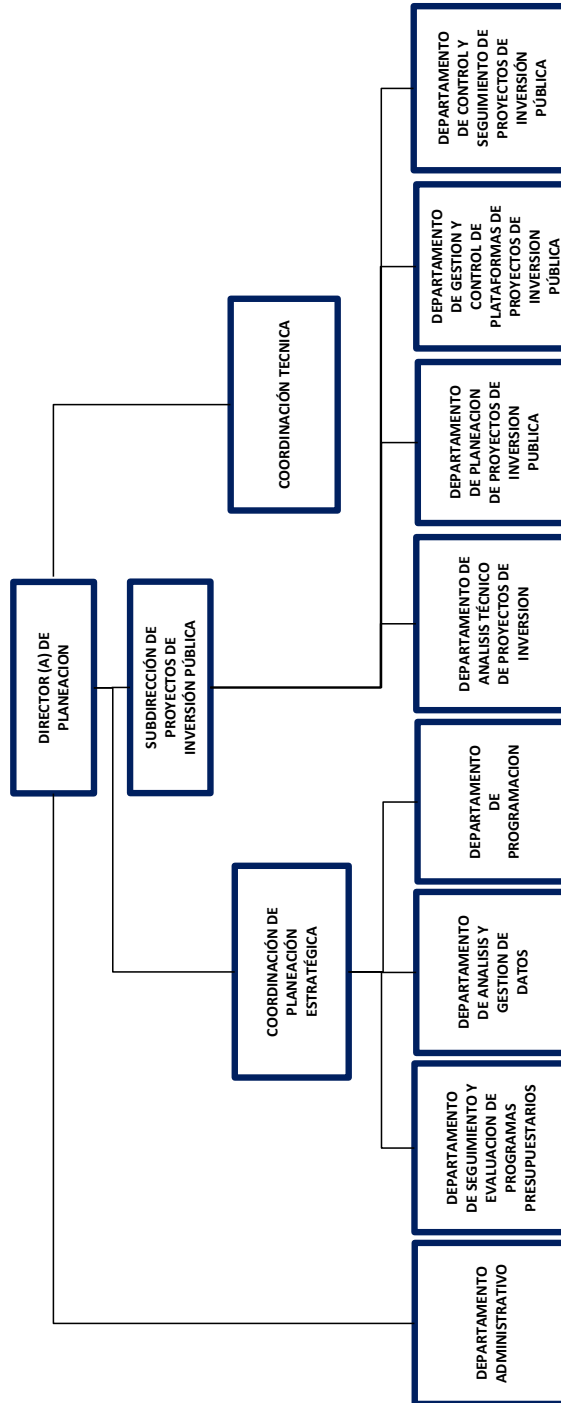 DIRECTOR (A) DE
PLANEACION
SUBDIRECCIÓN DE
PROYECTOS DE
INVERSIÓN PÚBLICA
COORDINACIÓN DE
PLANEACIÓN
ESTRATÉGICA
COORDINACIÓN TECNICA
DEPARTAMENTO
ADMINISTRATIVO
DEPARTAMENTO
DE SEGUIMIENTO Y
EVALUACION DE
PROGRAMAS
PRESUPUESTARIOS
DEPARTAMENTO
DE ANALISIS Y
GESTION DE
DATOS
DEPARTAMENTO
DE
PROGRAMACION
DEPARTAMENTO DE
ANALISIS TÉCNICO
DE PROYECTOS DE
INVERSION
DEPARTAMENTO
DE PLANEACION
DE PROYECTOS DE
INVERSION
PUBLICA
DEPARTAMENTO
DE GESTION Y
CONTROL DE
PLATAFORMAS DE
PROYECTOS DE
INVERSION
PÚBLICA
DEPARTAMENTO
DE CONTROL Y
SEGUIMIENTO DE
PROYECTOS DE
INVERSIÓN
PÚBLICA